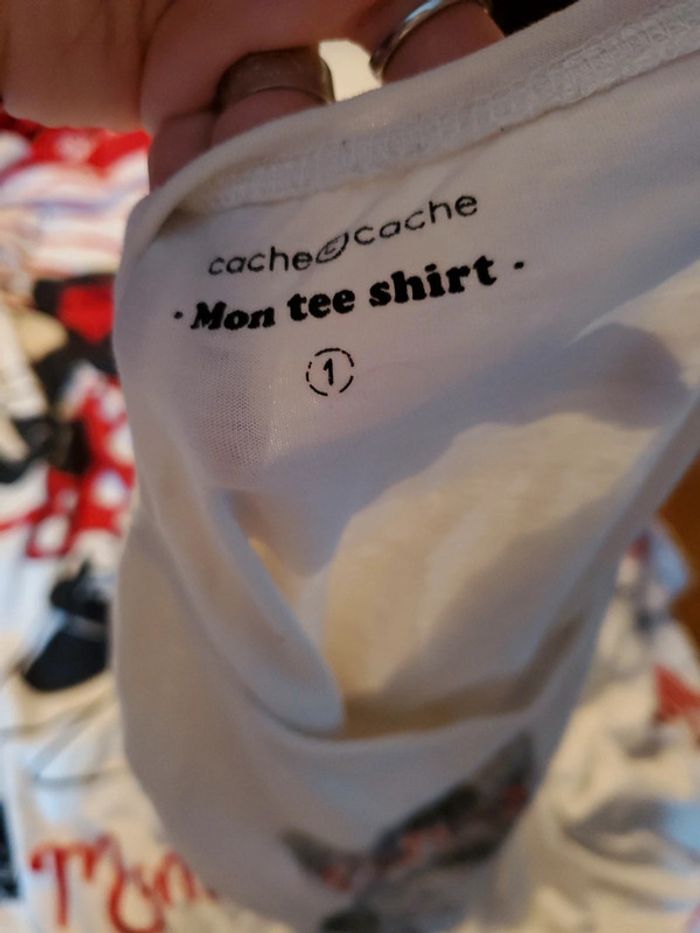 cache cache
· Mon tee shirt ·
1